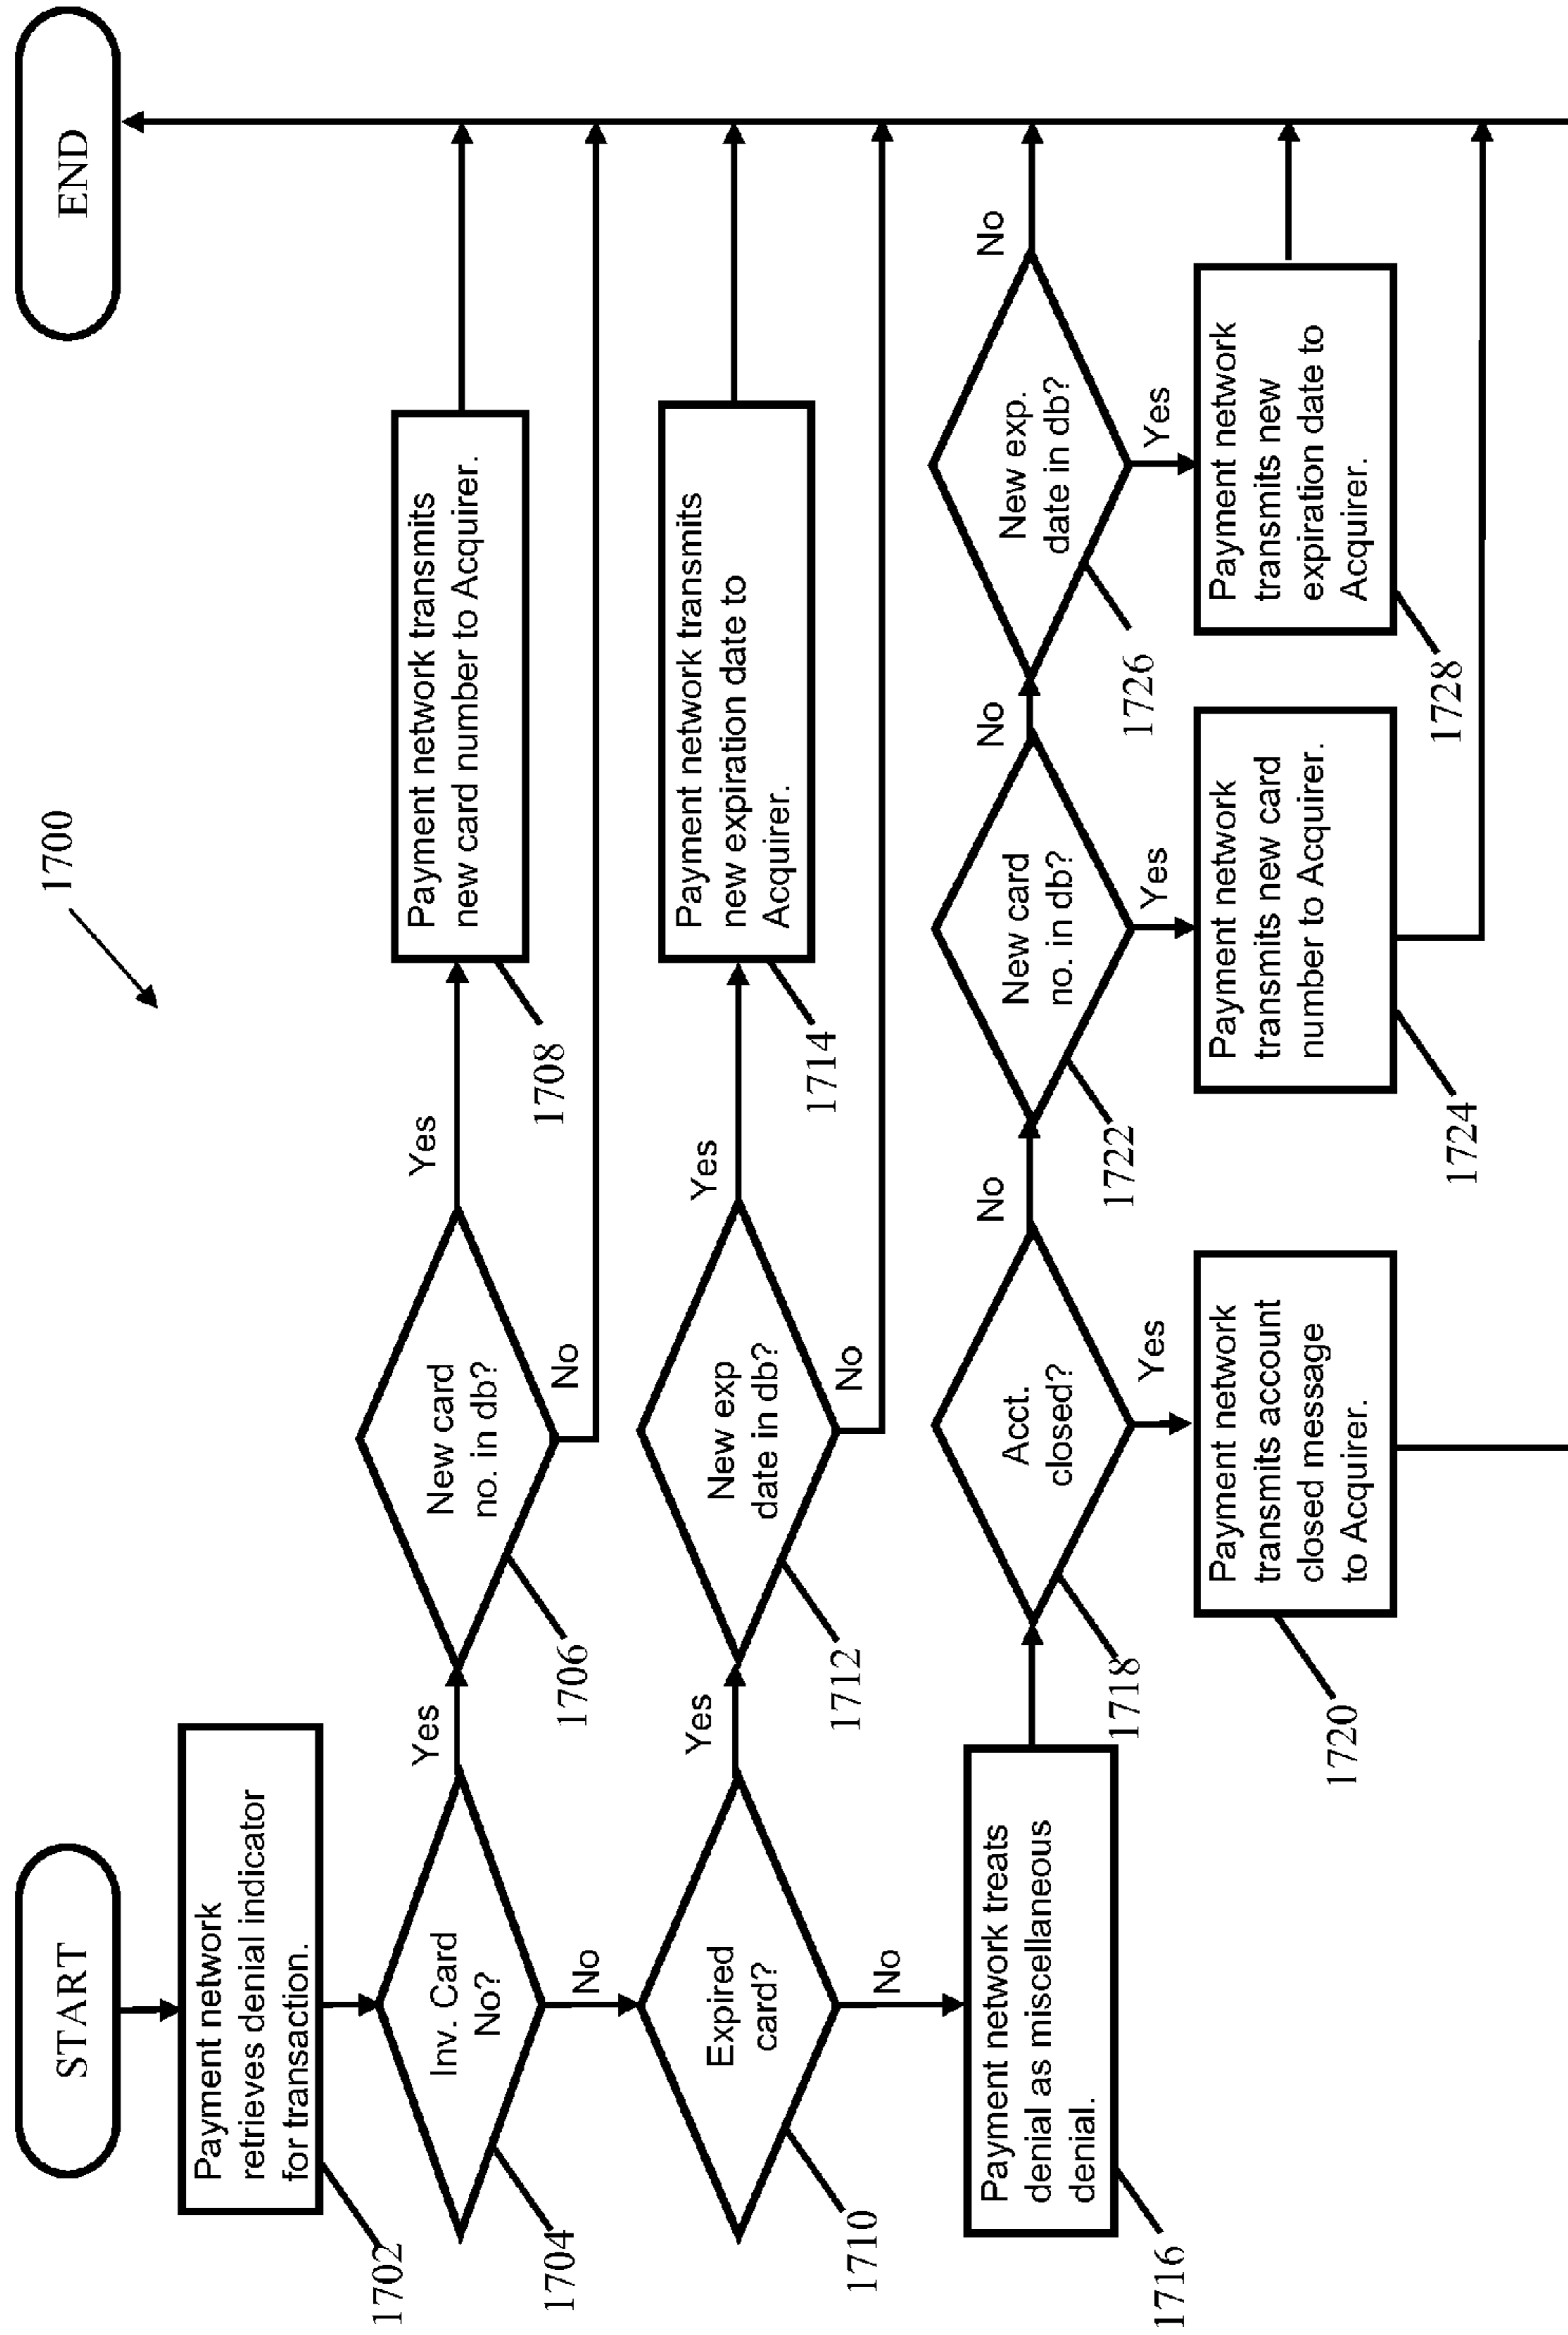 1700
START
END
Payment network
retrieves denial indicator
for transaction.
1702
Inv. Card
No?
1704
Yes
No
New card
no. in db?
1706
Yes
No
Payment network transmits
new card number to Acquirer.
1708
Expired
card?
1710
Yes
No
New exp
date in db?
1712
Yes
No
Payment network transmits
new expiration date to
Acquirer.
1714
Payment network treats
denial as miscellaneous
denial.
1716
Acct.
closed?
1718
No
Yes
New card
no. in db?
1722
No
Yes
New exp.
date in db?
1726
No
Yes
Payment network
transmits account
closed message
to Acquirer.
1720
Payment network
transmits new card
number to Acquirer.
1724
Payment network
transmits new
expiration date to
Acquirer.
1728